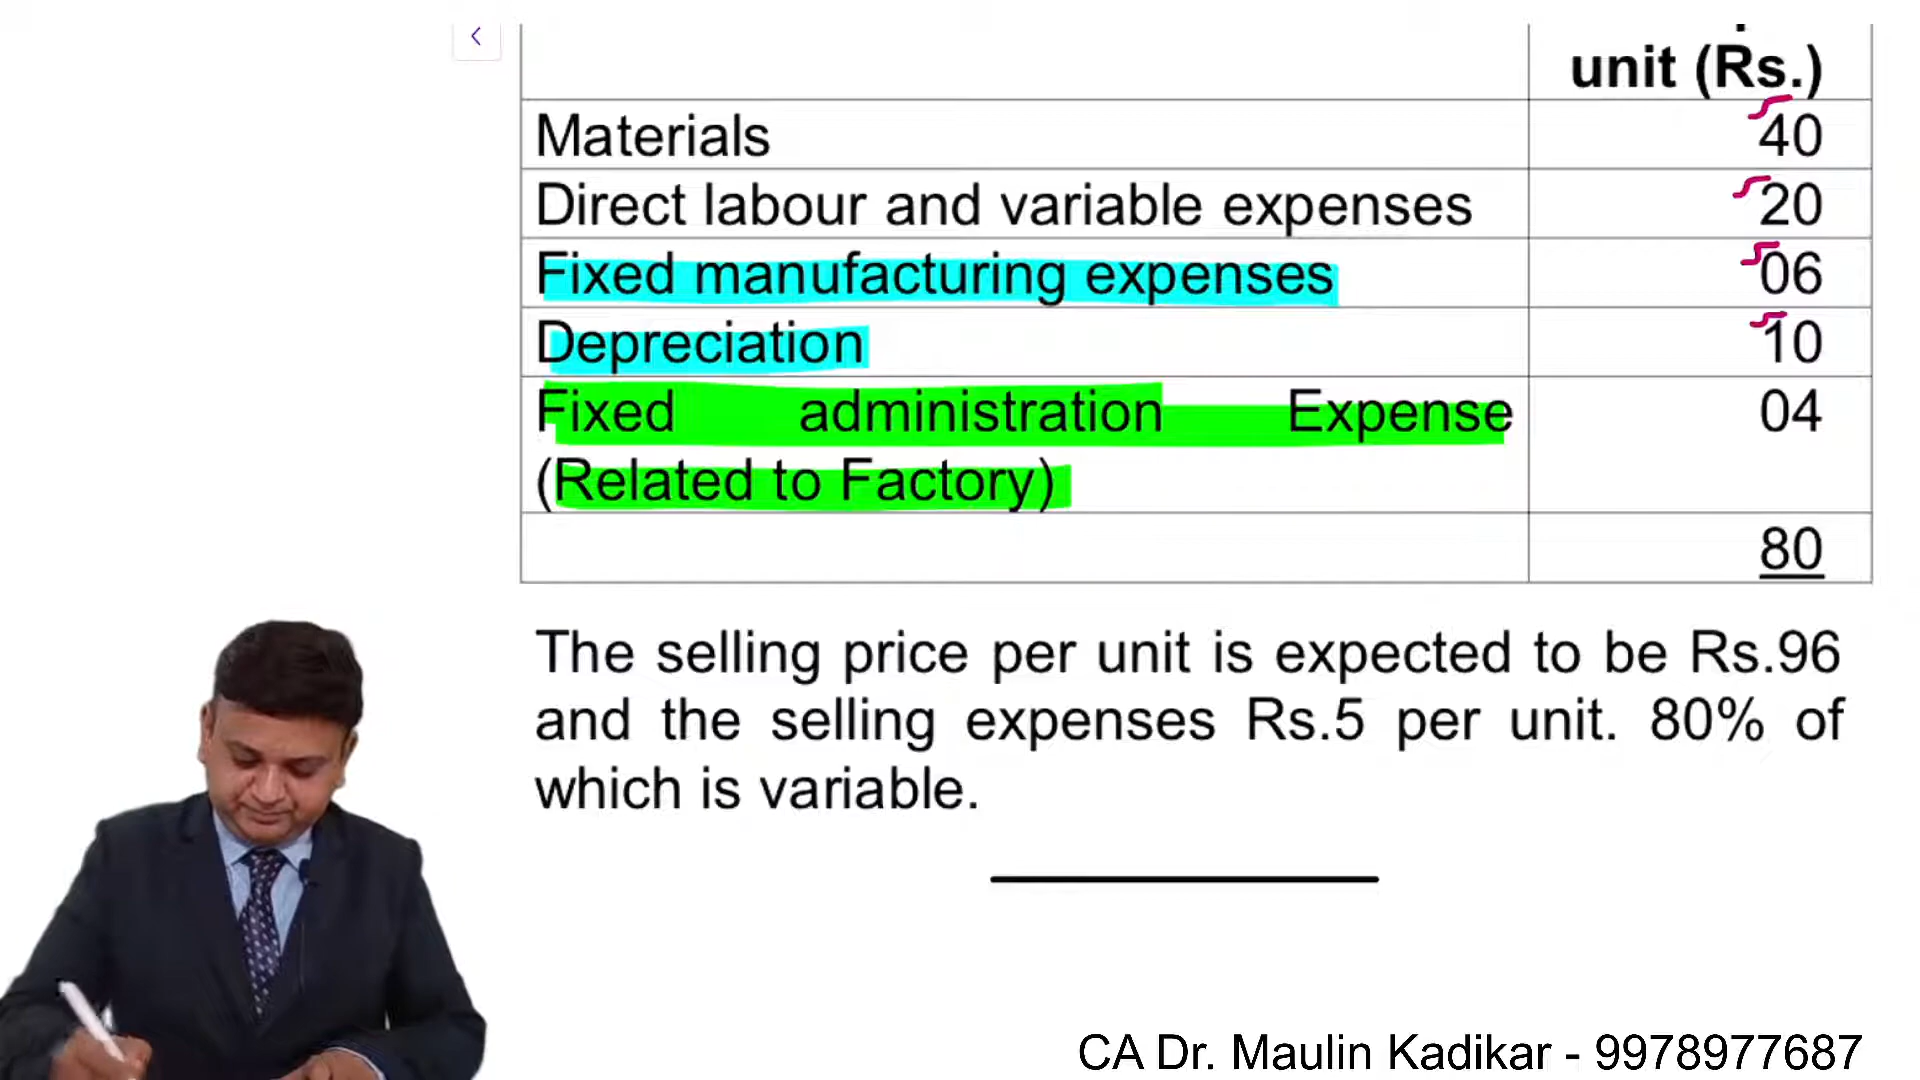 unit (Rs.)
Materials 40
Direct labour and variable expenses 20
Fixed manufacturing expenses 06
Depreciation 10
Fixed administration Expense 04
(Related to Factory)
80
The selling price per unit is expected to be Rs.96
and the selling expenses Rs.5 per unit. 80% of
which is variable.
CA Dr. Maulin Kadikar - 9978977687